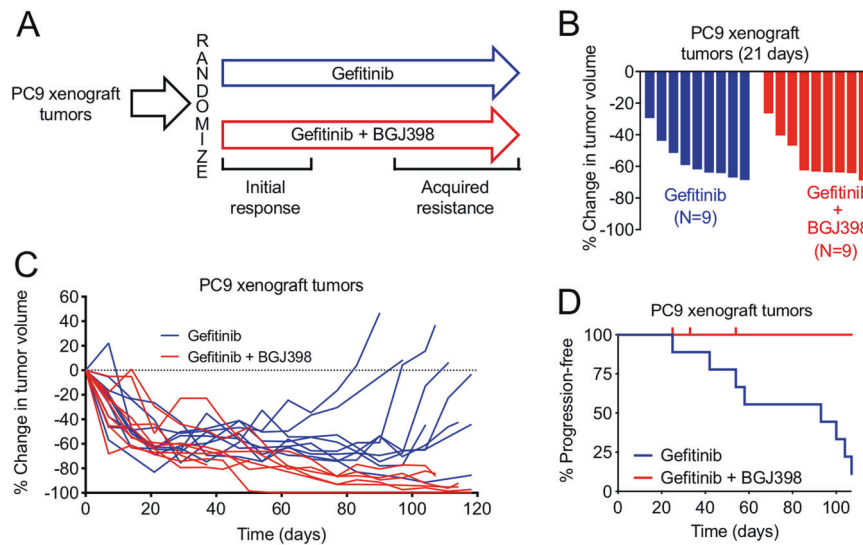 A
PC9 xenograft
tumors
RANDOMIZE
Gefitinib
Gefitinib + BGJ398
Initial
response
Acquired
resistance
B
PC9 xenograft
tumors (21 days)
% Change in tumor volume
0
-20
-40
-60
-80
-100
Gefitinib
(N=9)
Gefitinib
+
BGJ398
(N=9)
C
PC9 xenograft tumors
% Change in tumor volume
60
40
20
0
-20
-40
-60
-80
-100
Gefitinib
Gefitinib + BGJ398
0 20 40 60 80 100 120
Time (days)
D
PC9 xenograft tumors
% Progression-free
100
75
50
25
0
Gefitinib
Gefitinib + BGJ398
0 20 40 60 80 100
Time (days)